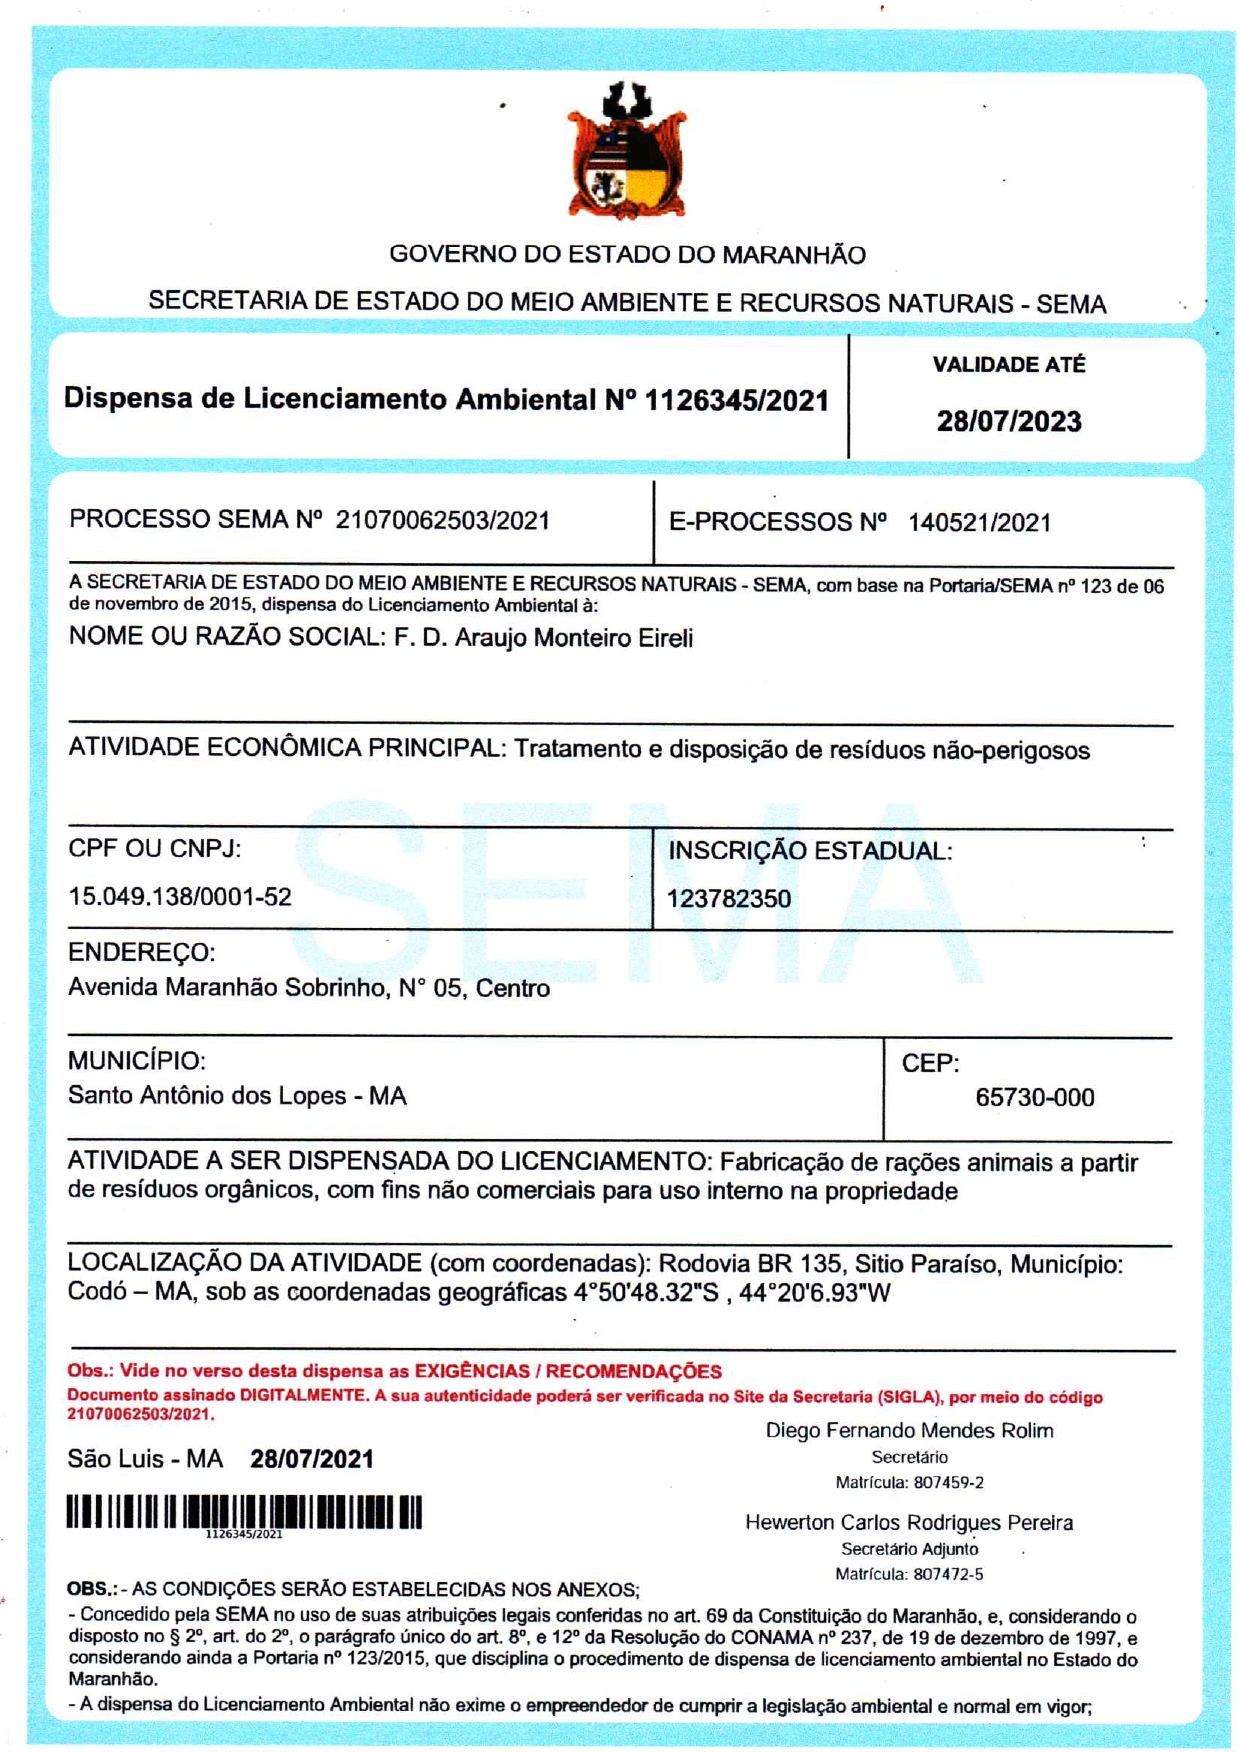 GOVERNO DO ESTADO DO MARANHÃO
SECRETARIA DE ESTADO DO MEIO AMBIENTE E RECURSOS NATURAIS - SEMA
Dispensa de Licenciamento Ambiental Nº 1126345/2021
VALIDADE ATÉ
28/07/2023
PROCESSO SEMA Nº 21070062503/2021
E-PROCESSOS Nº 140521/2021
A SECRETARIA DE ESTADO DO MEIO AMBIENTE E RECURSOS NATURAIS - SEMA, com base na Portaria/SEMA nº 123 de 06
de novembro de 2015, dispensa do Licenciamento Ambiental à:
NOME OU RAZÃO SOCIAL: F. D. Araujo Monteiro Eireli
ATIVIDADE ECONÔMICA PRINCIPAL: Tratamento e disposição de resíduos não-perigosos
SEMA
CPF OU CNPJ:
15.049.138/0001-52
INSCRIÇÃO ESTADUAL:
123782350
ENDEREÇO:
Avenida Maranhão Sobrinho, N° 05, Centro
MUNICÍPIO:
Santo Antônio dos Lopes - MA
CEP:
65730-000
ATIVIDADE A SER DISPENSADA DO LICENCIAMENTO: Fabricação de rações animais a partir
de resíduos orgânicos, com fins não comerciais para uso interno na propriedade
LOCALIZAÇÃO DA ATIVIDADE (com coordenadas): Rodovia BR 135, Sitio Paraíso, Município:
Codó – MA, sob as coordenadas geográficas 4°50'48.32"S , 44°20'6.93"W
Obs.: Vide no verso desta dispensa as EXIGÊNCIAS / RECOMENDAÇÕES
Documento assinado DIGITALMENTE. A sua autenticidade poderá ser verificada no Site da Secretaria (SIGLA), por meio do código
21070062503/2021.
São Luis - MA 28/07/2021
1126345/2021
Diego Fernando Mendes Rolim
Secretário
Matrícula: 807459-2
Hewerton Carlos Rodrigues Pereira
Secretário Adjunto
Matrícula: 807472-5
OBS.:- AS CONDIÇÕES SERÃO ESTABELECIDAS NOS ANEXOS;
- Concedido pela SEMA no uso de suas atribuições legais conferidas no art. 69 da Constituição do Maranhão, e, considerando o
disposto no § 2º, art. do 2º, o parágrafo único do art. 8º, e 12º da Resolução do CONAMA nº 237, de 19 de dezembro de 1997, e
considerando ainda a Portaria nº 123/2015, que disciplina o procedimento de dispensa de licenciamento ambiental no Estado do
Maranhão.
- A dispensa do Licenciamento Ambiental não exime o empreendedor de cumprir a legislação ambiental e normal em vigor;